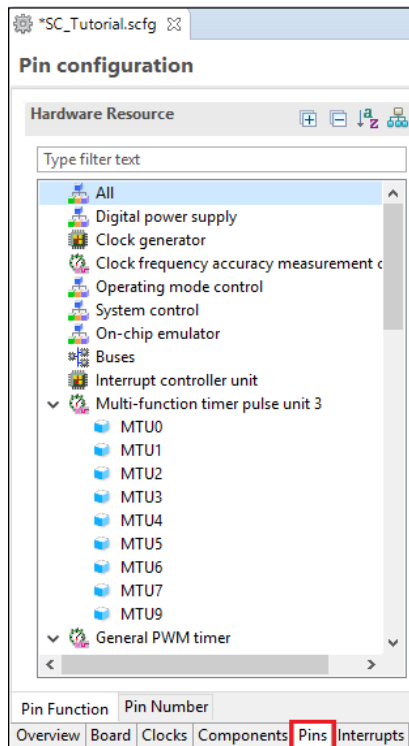 *SC_Tutorial.scfg
Pin configuration
Hardware Resource
Type filter text
All
Digital power supply
Clock generator
Clock frequency accuracy measurement c
Operating mode control
System control
On-chip emulator
Buses
Interrupt controller unit
Multi-function timer pulse unit 3
MTU0
MTU1
MTU2
MTU3
MTU4
MTU5
MTU6
MTU7
MTU9
General PWM timer
Pin Function Pin Number
Overview Board Clocks Components Pins Interrupts